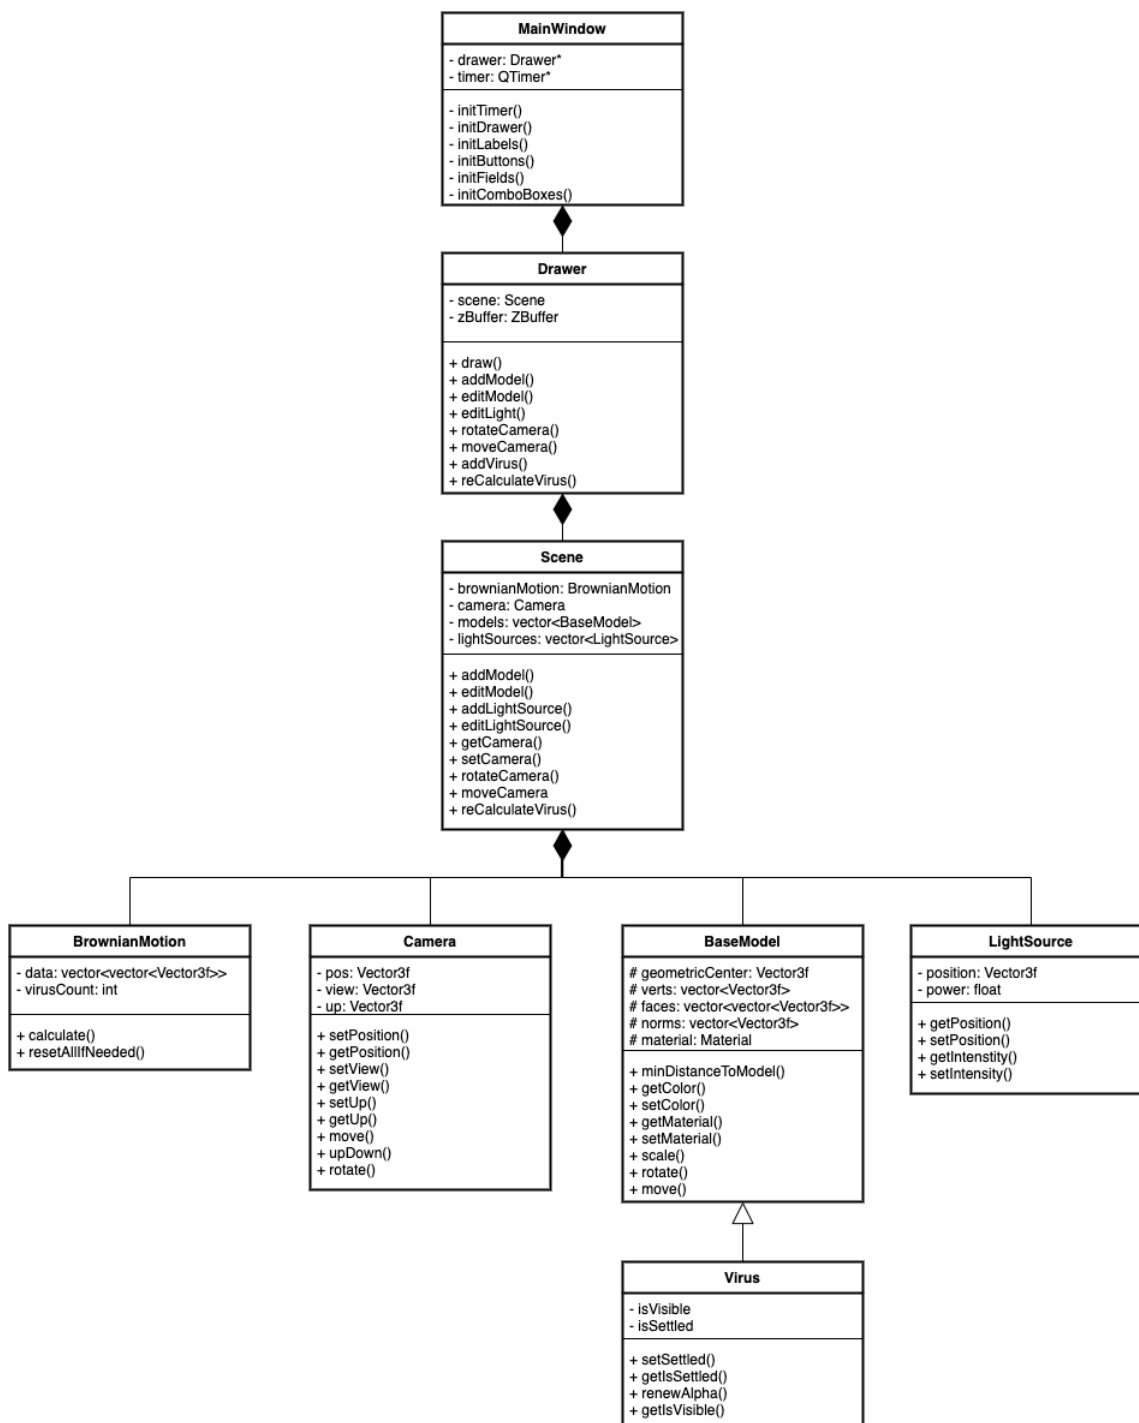 MainWindow
- drawer: Drawer*
- timer: QTimer*
- initTimer()
- initDrawer()
- initLabels()
- initButtons()
- initFields()
- initComboBoxes()
Drawer
- scene: Scene
- zBuffer: ZBuffer
+ draw()
+ addModel()
+ editModel()
+ editLight()
+ rotateCamera()
+ moveCamera()
+ addVirus()
+ reCalculateVirus()
Scene
- brownianMotion: BrownianMotion
- camera: Camera
- models: vector<BaseModel>
- lightSources: vector<LightSource>
+ addModel()
+ editModel()
+ addLightSource()
+ editLightSource()
+ getCamera()
+ setCamera()
+ rotateCamera()
+ moveCamera
+ reCalculateVirus()
BrownianMotion
- data: vector<vector<Vector3f>>
- virusCount: int
+ calculate()
+ resetAllIfNeeded()
Camera
- pos: Vector3f
- view: Vector3f
- up: Vector3f
+ setPosition()
+ getPosition()
+ setView()
+ getView()
+ setUp()
+ getUp()
+ move()
+ upDown()
+ rotate()
BaseModel
# geometricCenter: Vector3f
# verts: vector<Vector3f>
# faces: vector<vector<Vector3f>>
# norms: vector<Vector3f>
# material: Material
+ minDistanceToModel()
+ getColor()
+ setColor()
+ getMaterial()
+ setMaterial()
+ scale()
+ rotate()
+ move()
LightSource
- position: Vector3f
- power: float
+ getPosition()
+ setPosition()
+ getIntenstity()
+ setIntensity()
Virus
- isVisible
- isSettled
+ setSettled()
+ getIsSettled()
+ renewAlpha()
+ getIsVisible()